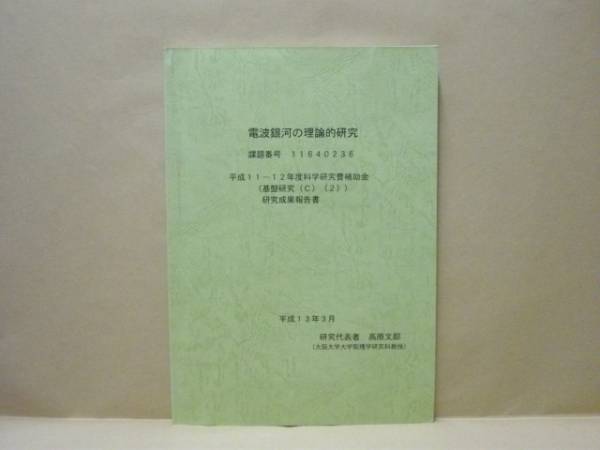 電波銀河の理論的研究
課題番号 11640236
平成11-12年度科学研究費補助金
(基盤研究(C)(2))
研究成果報告書
平成13年3月
研究代表者 高原文郎
(大阪大学大学院理学研究科教授)